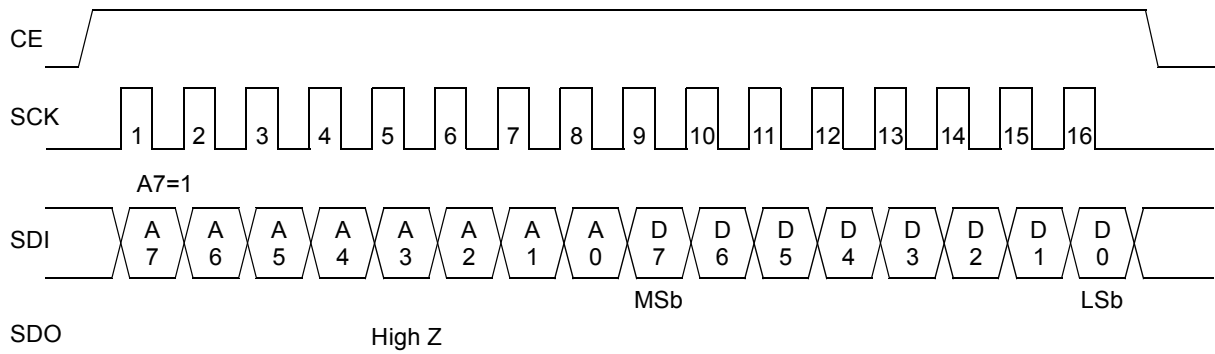 CE
SCK
1 2 3 4 5 6 7 8 9 10 11 12 13 14 15 16
A7=1
SDI
A A A A A A A A D D D D D D D D
7 6 5 4 3 2 1 0 7 6 5 4 3 2 1 0
MSb LSb
SDO High Z